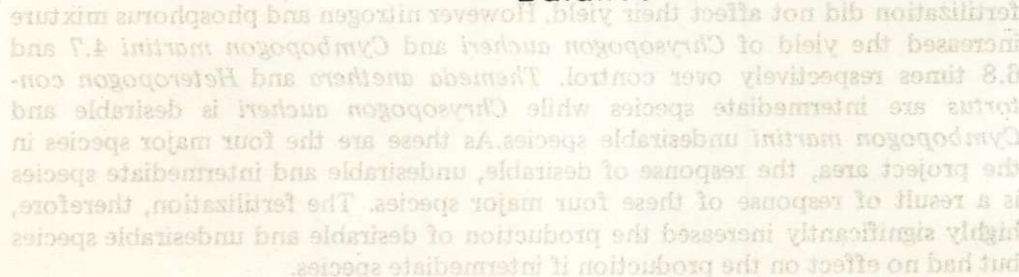 fertilization did not affect their yield. However nitrogen and phosphorus mixture
increased the yield of Chrysopogon aucheri and Cymbopogon martini 4.7 and
6.8 times respectively over control. Themeda anethera and Heteropogon con-
tortus are intermediate species while Chrysopogon aucheri is desirable and
Cymbopogon martini undesirable species.As these are the four major species in
the project area, the response of desirable, undesirable and intermediate species
is a result of response of these four major species. The fertilization, therefore,
highly significantly increased the production of desirable and undesirable species
but had no effect on the production if intermediate species.